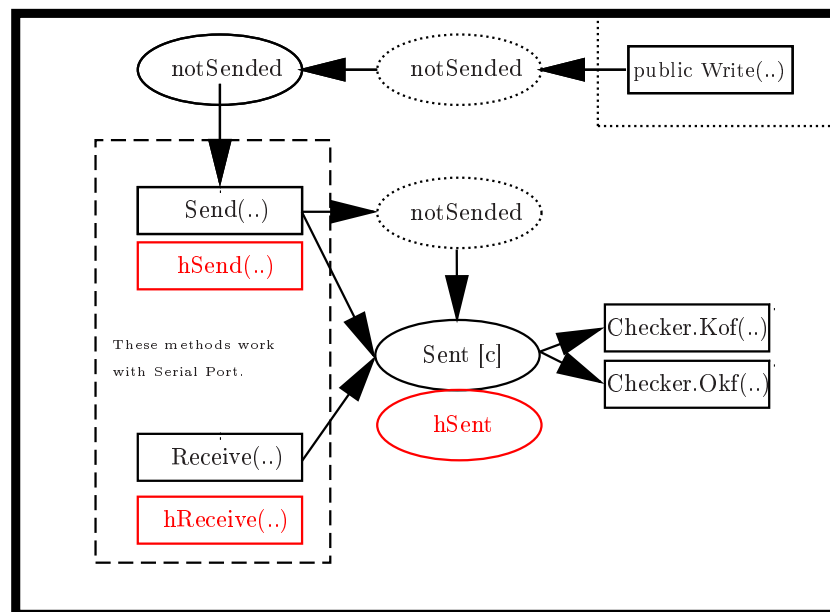 notSended
notSended
public Write(..)
Send(..)
notSended
hSend(..)
These methods work
with Serial Port.
Sent [c]
Checker.Kof(..)
Checker.Okf(..)
hSent
Receive(..)
hReceive(..)